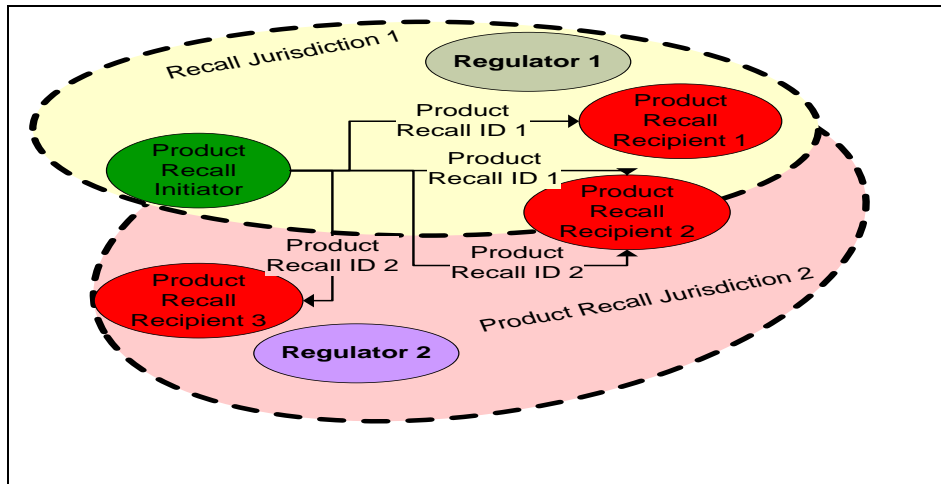 Recall Jurisdiction 1
Regulator 1
Product
Recall ID 1
Product
Recall
Recipient 1
Product
Recall
Initiator
Product
Recall ID 1
Product
Recall
Recipient 2
Product
Recall ID 2
Product
Recall ID 2
Product
Recall
Recipient 3
Product Recall Jurisdiction 2
Regulator 2